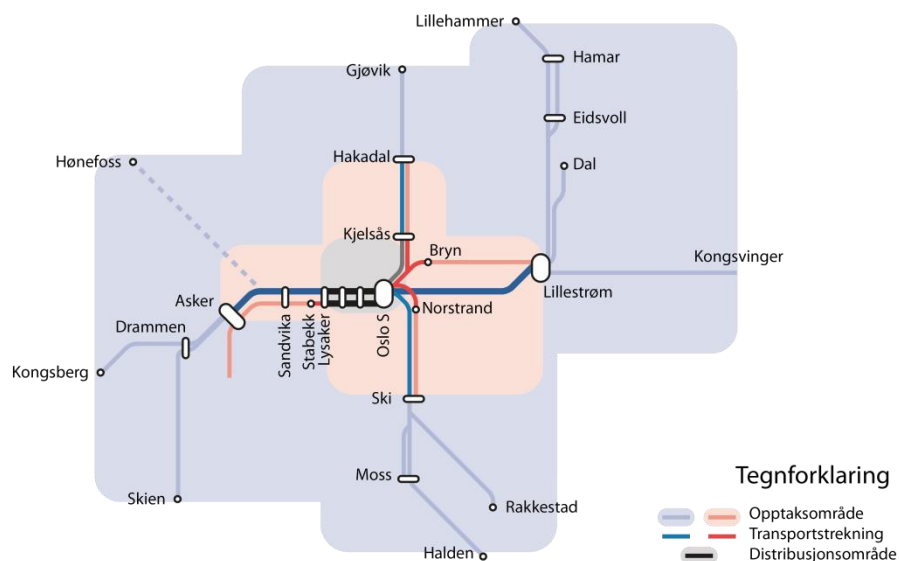 Lillehammer
Hamar
Gjøvik
Eidsvoll
Hønefoss
Hakadal
Dal
Kjelsås
Bryn
Kongsvinger
Asker
Lillestrøm
Norstrand
Drammen
Sandvika
Stabekk
Lysaker
Oslo S
Kongsberg
Ski
Moss
Skien
Rakkestad
Halden
Tegnforklaring
Opptaksområde
Transportstrekning
Distribusjonsområde